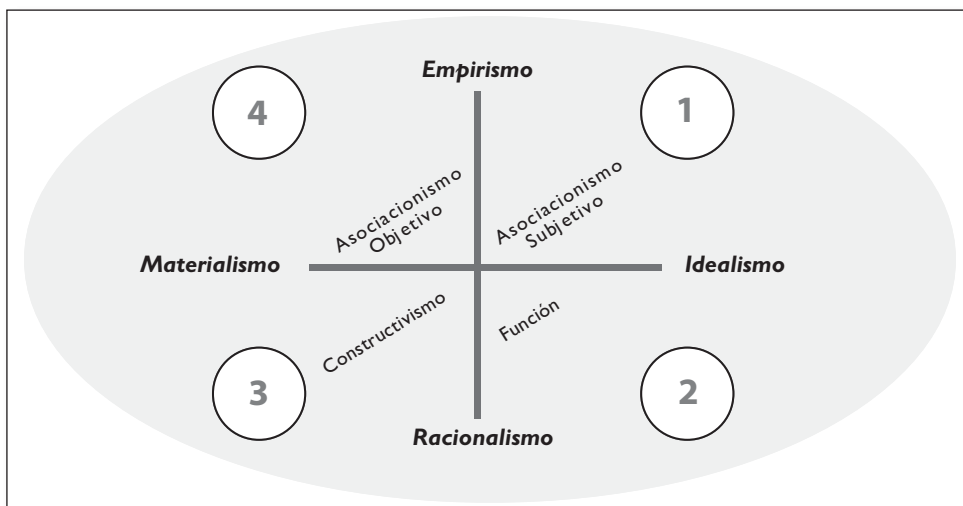 Empirismo
4
1
Asociacionismo
Objetivo
Asociacionismo
Subjetivo
Materialismo
Idealismo
Constructivismo
Función
3
2
Racionalismo